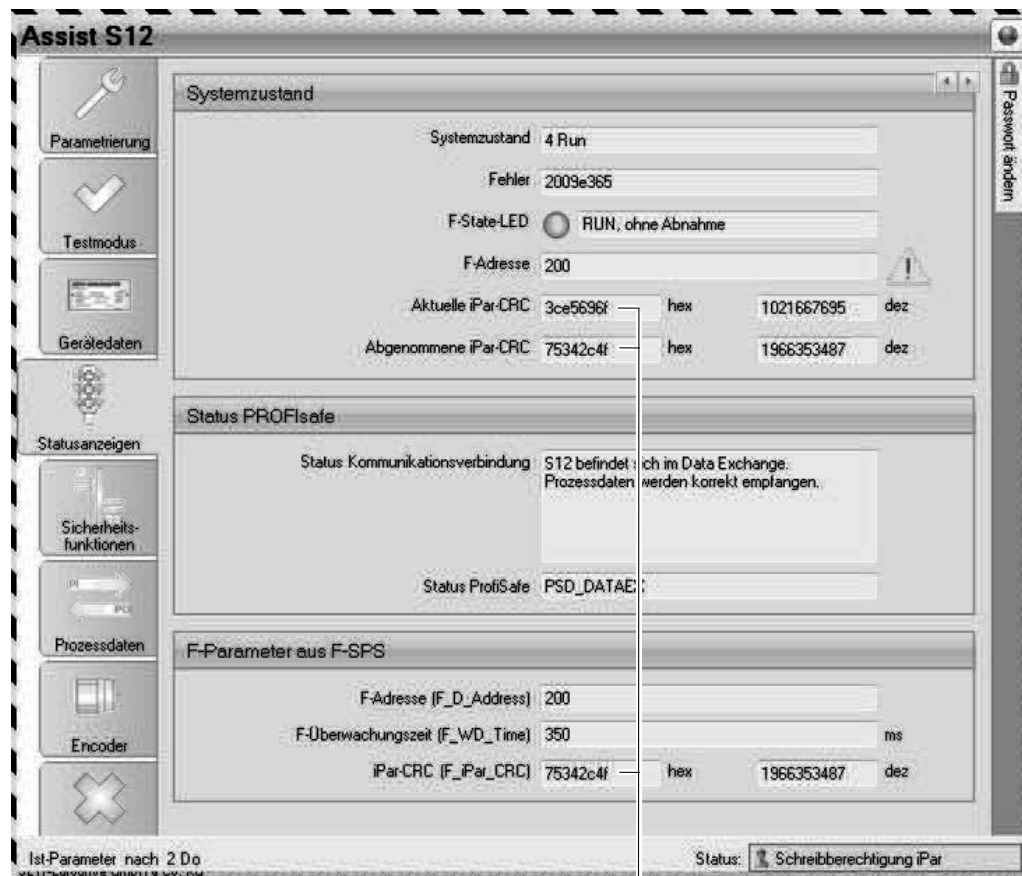 Assist S12
Passwort ändern
Parametrierung
Testmodus
Gerätedaten
Statusanzeigen
Sicherheits-
funktionen
Prozessdaten
Encoder
Systemzustand
Systemzustand 4 Run
Fehler 2009e365
F-State-LED RUN, ohne Abnahme
F-Adresse 200
Aktuelle iPar-CRC 3ce5696f hex 1021667695 dez
Abgenommene iPar-CRC 75342c4f hex 1966353487 dez
Status PROFIsafe
Status Kommunikationsverbindung S12 befindet sich im Data Exchange.
Prozessdaten werden korrekt empfangen.
Status ProfiSafe PSD_DATAEX
F-Parameter aus F-SPS
F-Adresse (F_D_Address) 200
F-Überwachungszeit (F_WD_Time) 350 ms
iPar-CRC (F_iPar_CRC) 75342c4f hex 1966353487 dez
Ist-Parameter nach 2 Do
Status: Schreibberechtigung iPar